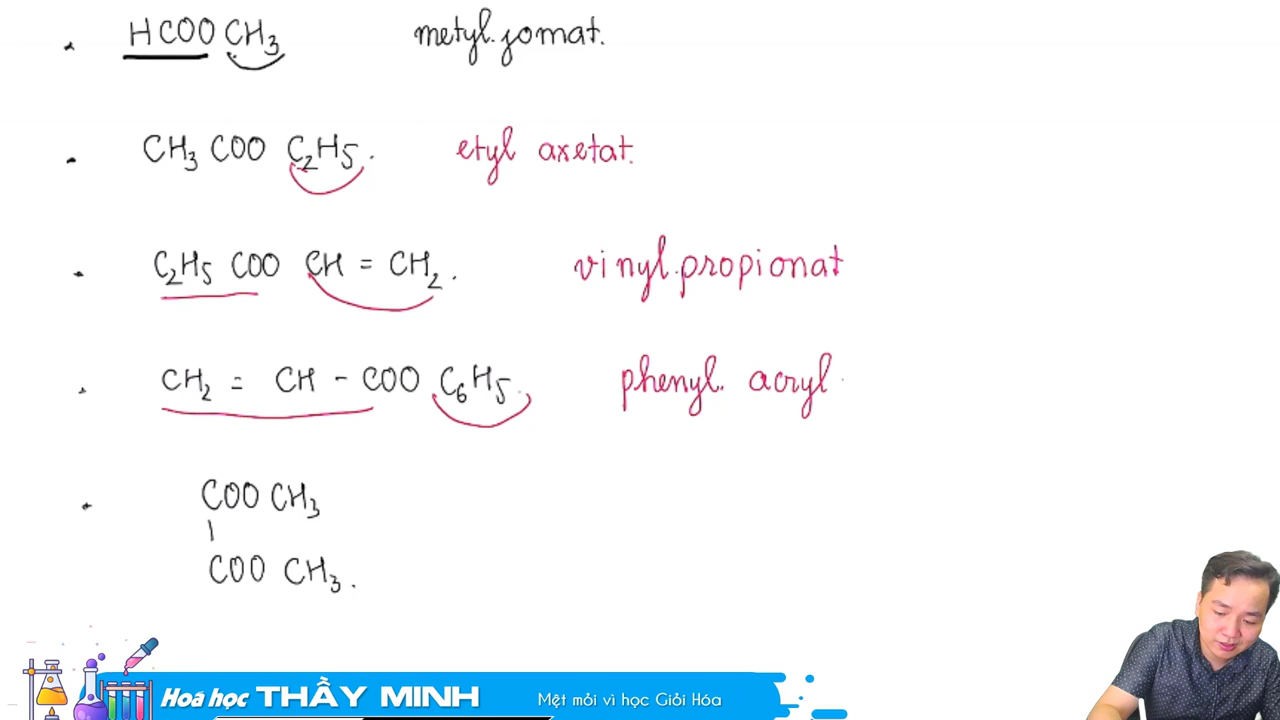 HCOOCH₃ metyl.fomat.
CH₃COOC₂H₅. etyl axetat.
C₂H₅COOCH = CH₂. vinyl.propionat
CH₂ = CH - COOC₆H₅. phenyl. acryl
COOCH₃
|
COOCH₃.
Hoá học THẦY MINH Mệt mỏi vì học Giỏi Hóa